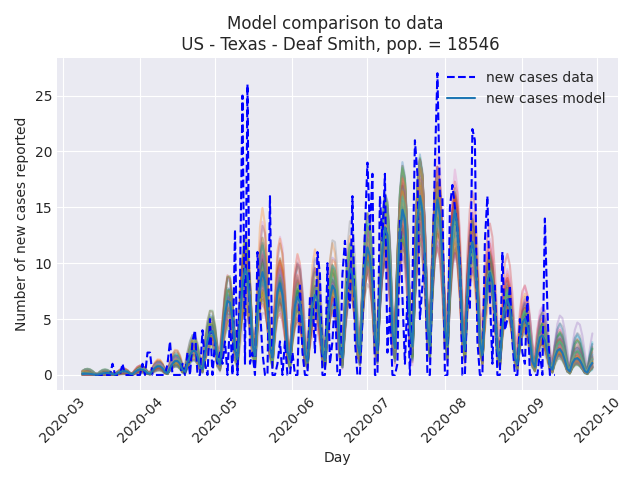 Model comparison to data
US - Texas - Deaf Smith, pop. = 18546
new cases data
new cases model
Number of new cases reported
25
20
15
10
5
0
2020-03
2020-04
2020-05
2020-06
2020-07
2020-08
2020-09
2020-10
Day